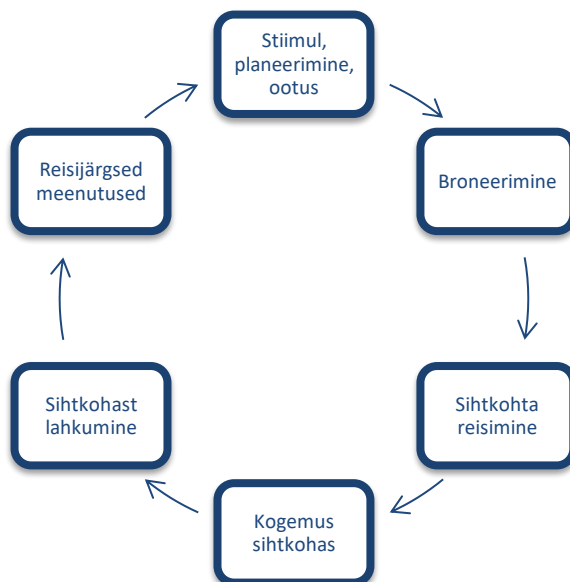 Stiimul,
planeerimine,
ootus
Broneerimine
Sihtkohta
reisimine
Kogemus
sihtkohas
Sihtkohast
lahkumine
Reisijärgsed
meenutused